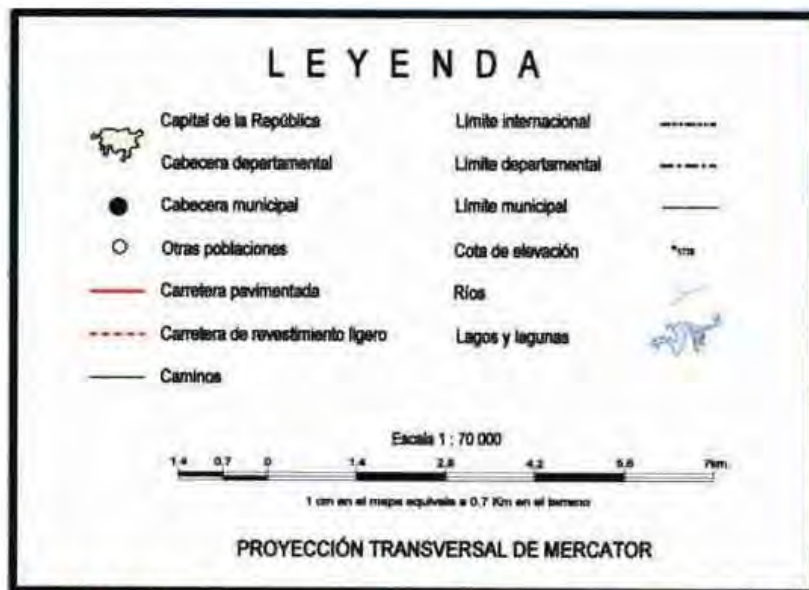 LEYENDA
Capital de la República
Cabecera departamental
Cabecera municipal
Otras poblaciones
Carretera pavimentada
Carretera de revestimiento ligero
Caminos
Límite internacional
Límite departamental
Límite municipal
Cota de elevación
Ríos
Lagos y lagunas
Escala 1 : 70 000
1.4 0.7 0 1.4 2.8 4.2 5.6 7km.
1 cm en el mapa equivale a 0.7 Km en el terreno
PROYECCIÓN TRANSVERSAL DE MERCATOR